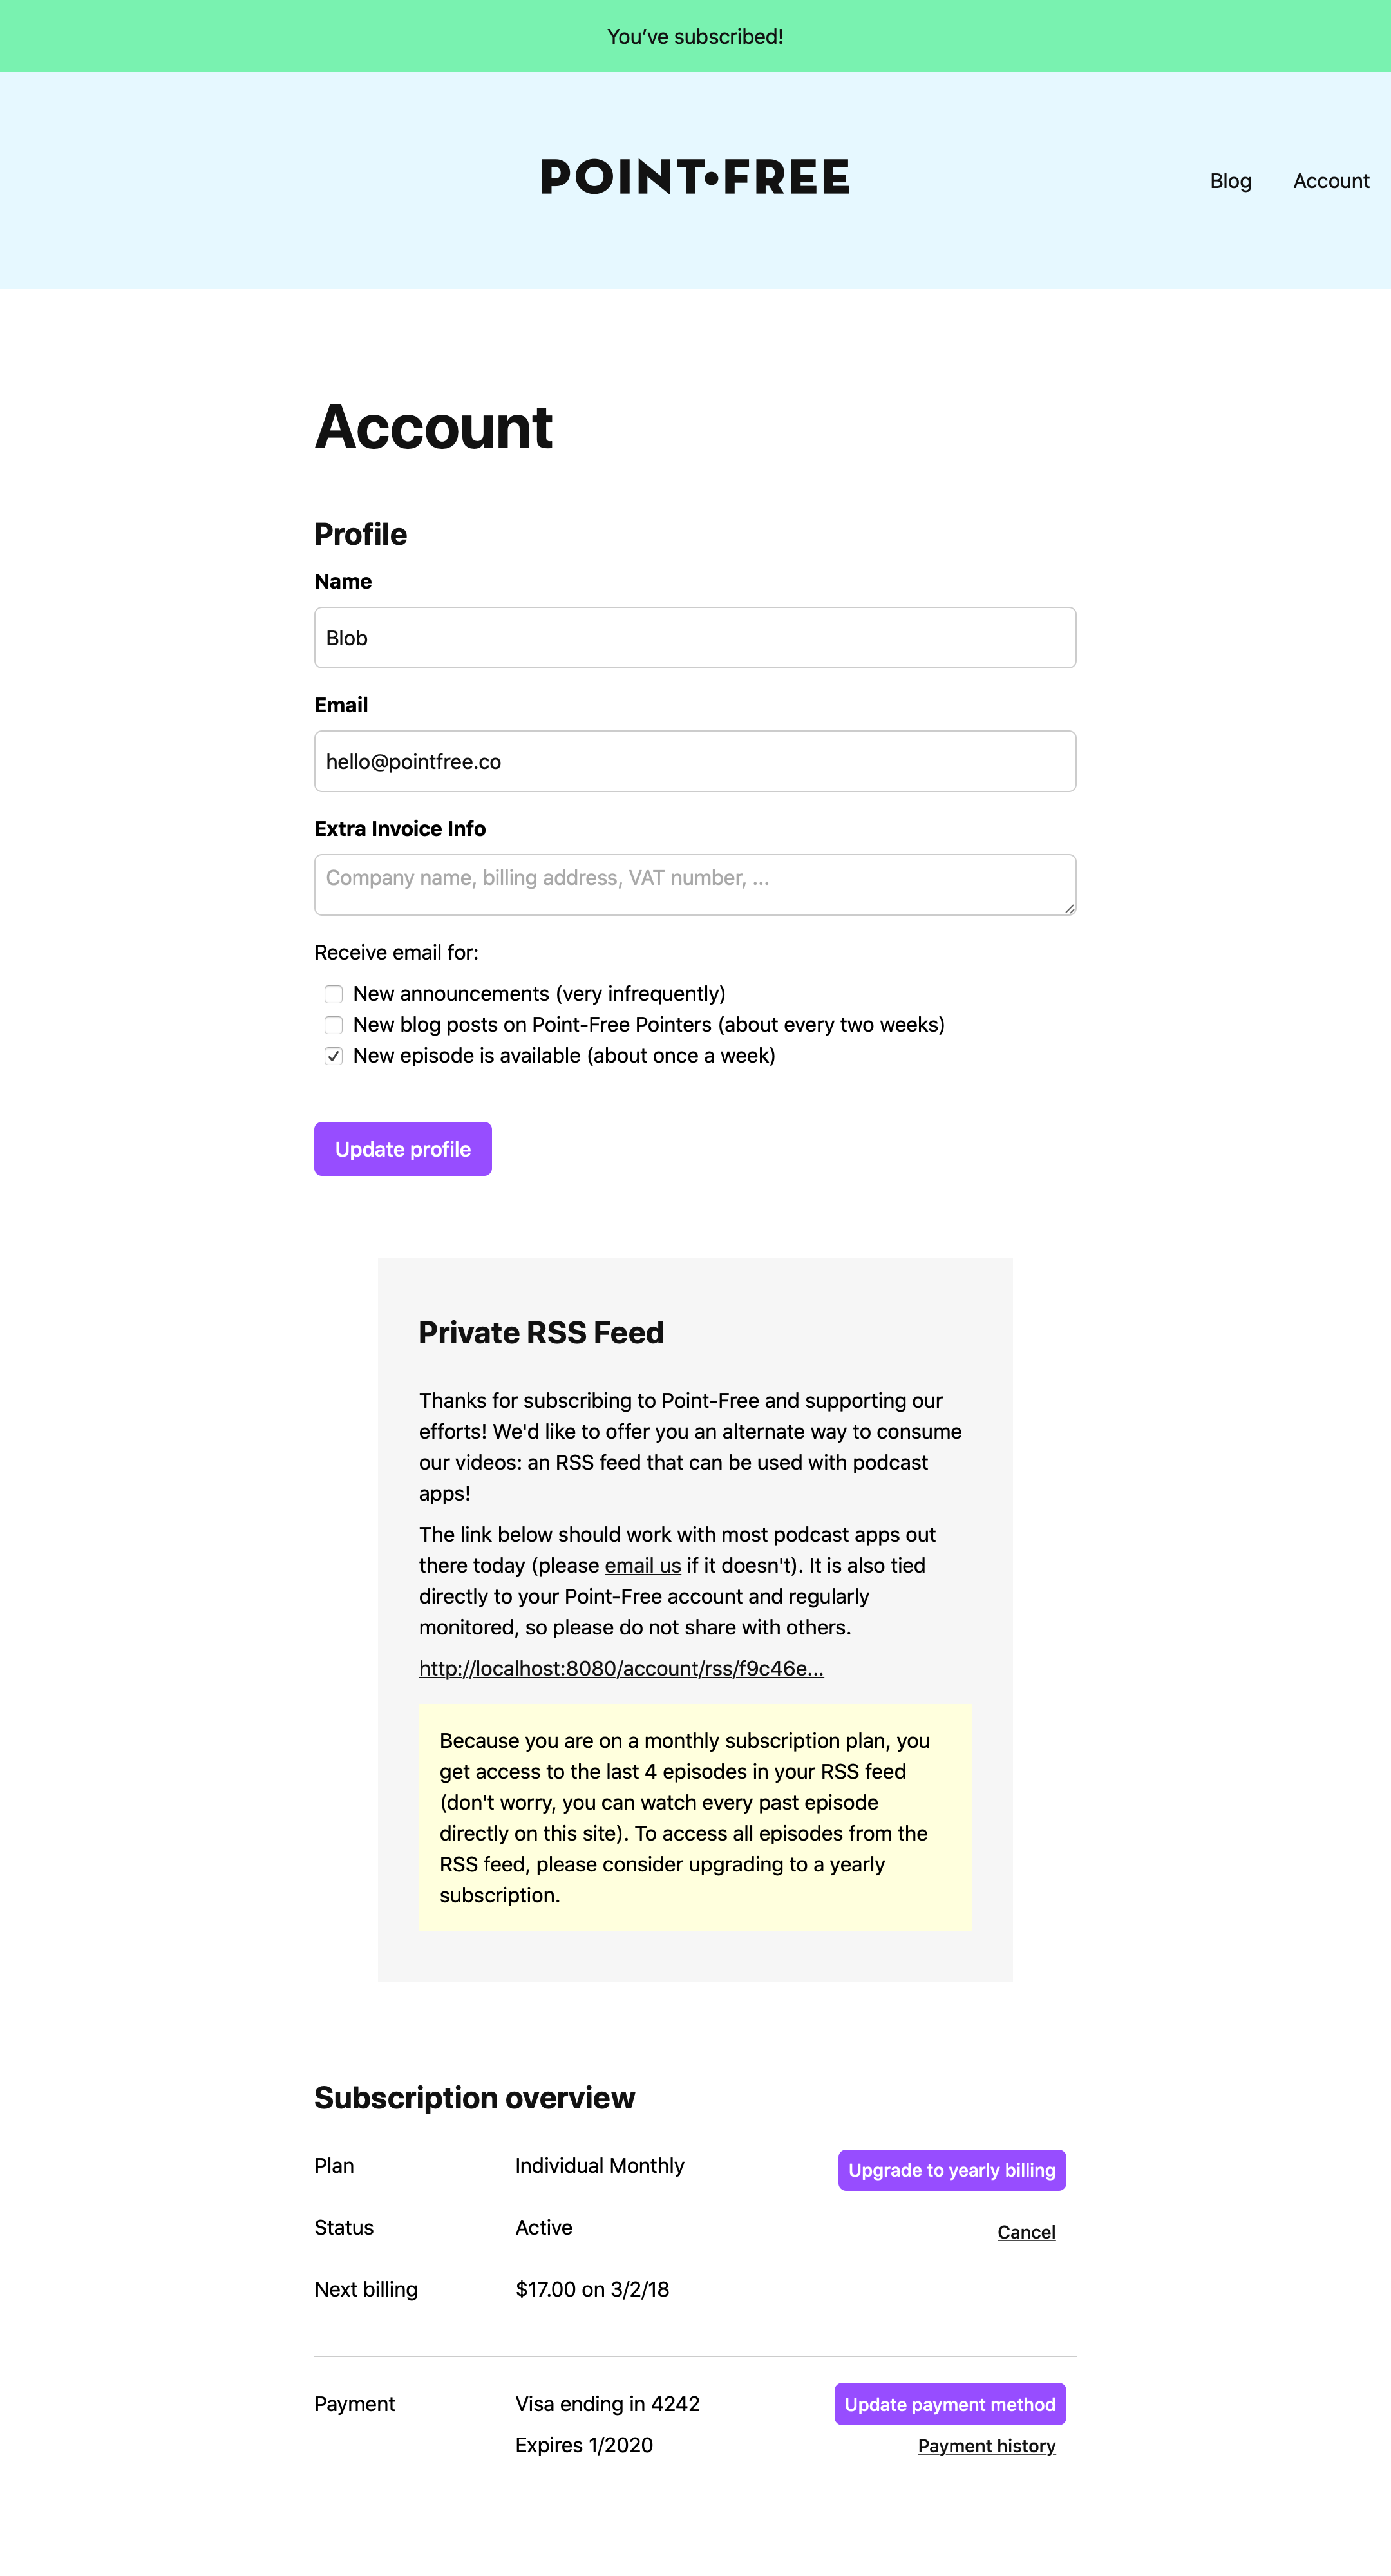 You’ve subscribed!
POINT•FREE
Blog
Account
Account
Profile
Name
Blob
Email
hello@pointfree.co
Extra Invoice Info
Company name, billing address, VAT number, ...
Receive email for:
New announcements (very infrequently)
New blog posts on Point-Free Pointers (about every two weeks)
New episode is available (about once a week)
Update profile
Private RSS Feed
Thanks for subscribing to Point-Free and supporting our
efforts! We'd like to offer you an alternate way to consume
our videos: an RSS feed that can be used with podcast
apps!
The link below should work with most podcast apps out
there today (please email us if it doesn't). It is also tied
directly to your Point-Free account and regularly
monitored, so please do not share with others.
http://localhost:8080/account/rss/f9c46e...
Because you are on a monthly subscription plan, you
get access to the last 4 episodes in your RSS feed
(don't worry, you can watch every past episode
directly on this site). To access all episodes from the
RSS feed, please consider upgrading to a yearly
subscription.
Subscription overview
Plan
Individual Monthly
Upgrade to yearly billing
Status
Active
Cancel
Next billing
$17.00 on 3/2/18
Payment
Visa ending in 4242
Update payment method
Expires 1/2020
Payment history